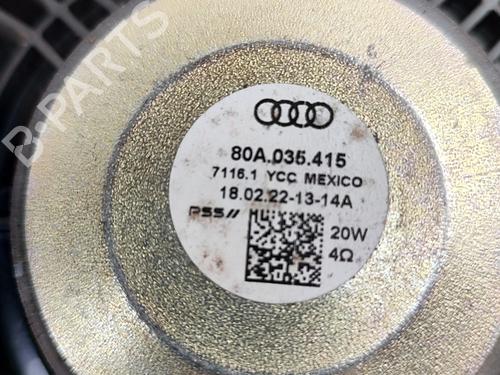 B-PARTS
80A.035.415
7116.1 YCC MEXICO
18.02.22-13-14A
PSS//
20W
4Ω